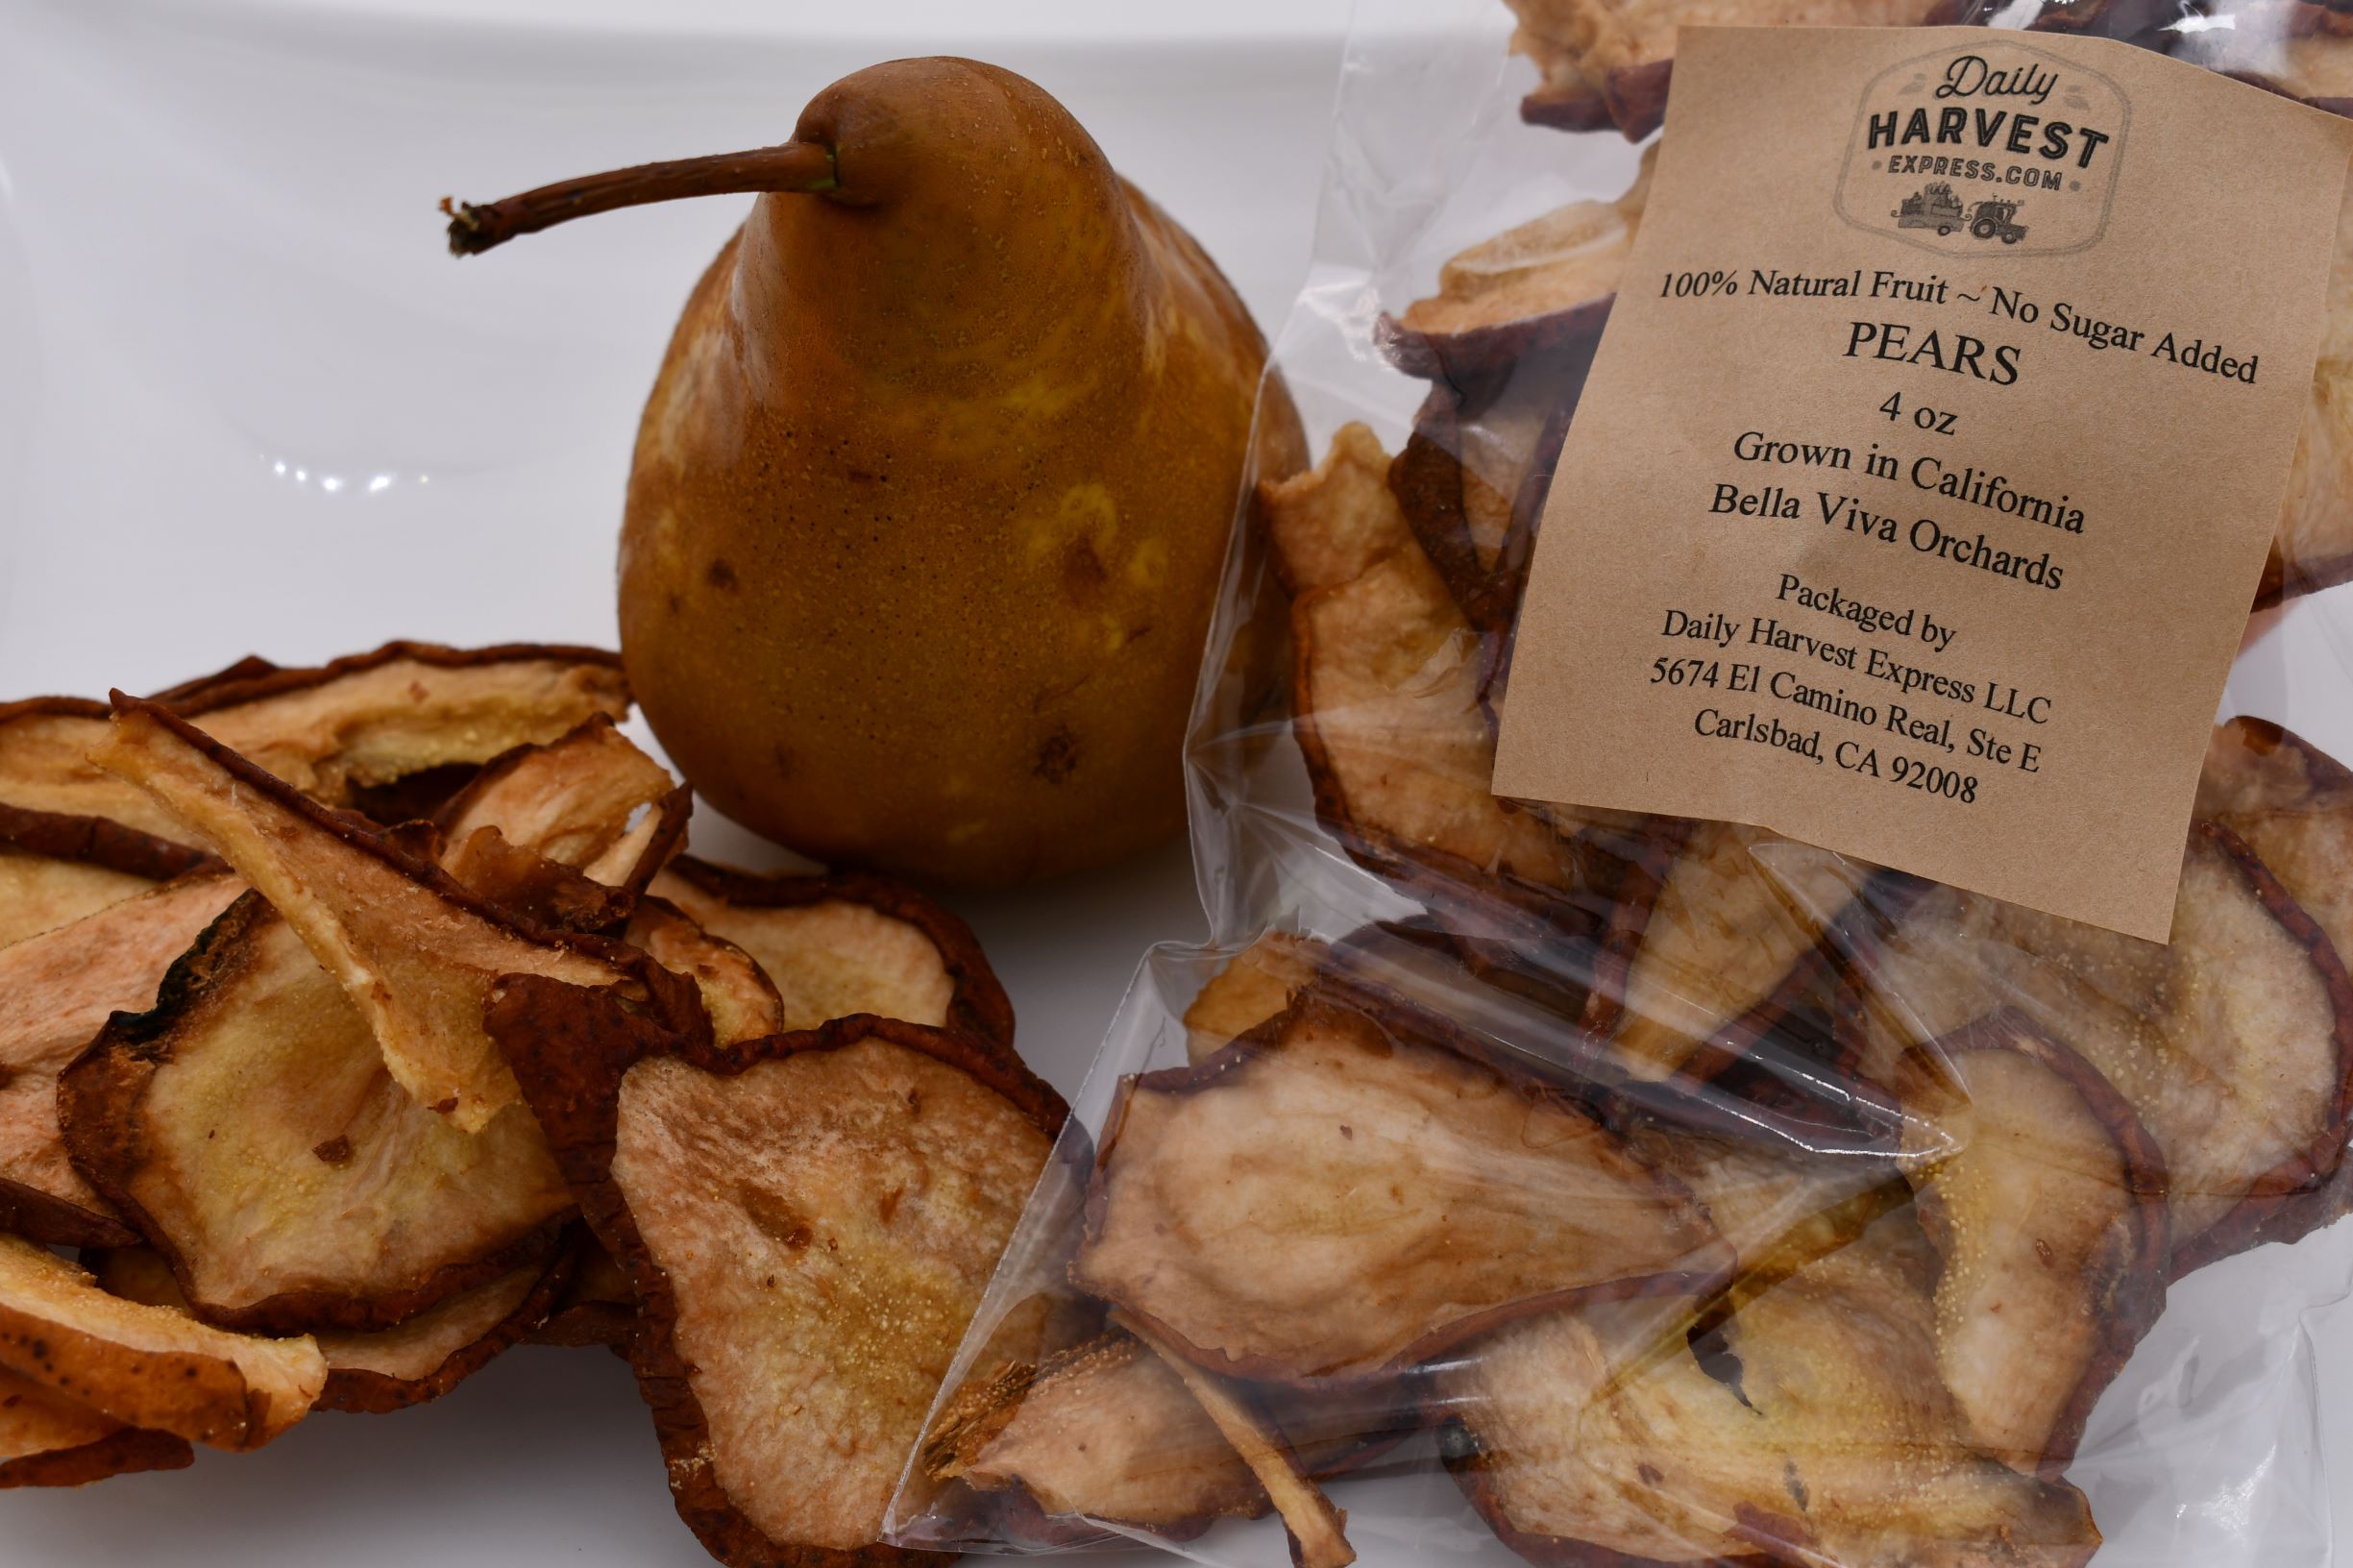 Daily
HARVEST
EXPRESS.COM
100% Natural Fruit ~ No Sugar Added
PEARS
4 oz
Grown in California
Bella Viva Orchards
Packaged by
Daily Harvest Express LLC
5674 El Camino Real, Ste E
Carlsbad, CA 92008